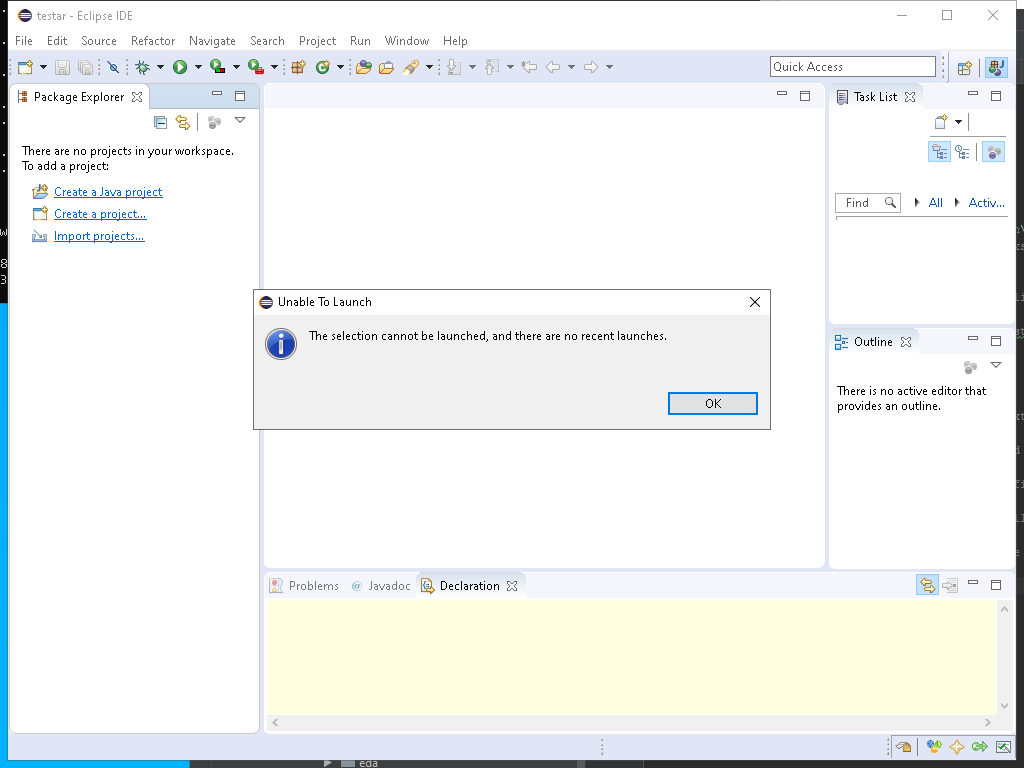 testar - Eclipse IDE
File Edit Source Refactor Navigate Search Project Run Window Help
Quick Access
Package Explorer
There are no projects in your workspace.
To add a project:
Create a Java project
Create a project...
Import projects...
Task List
Find
All
Activ...
Unable To Launch
The selection cannot be launched, and there are no recent launches.
OK
Outline
There is no active editor that
provides an outline.
Problems
@ Javadoc
Declaration
eda